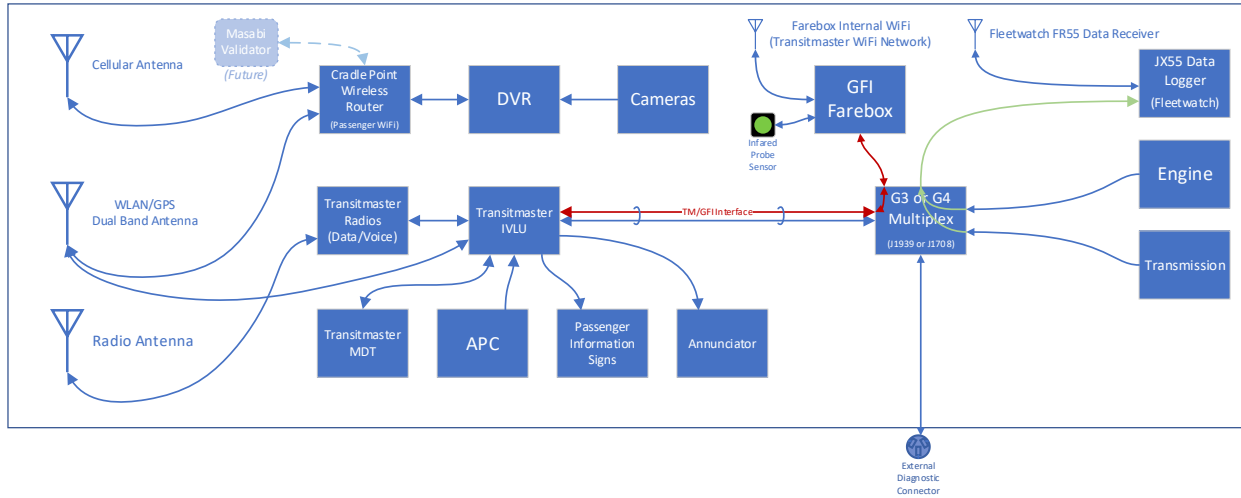 Masabi
Validator
(Future)
Cellular Antenna
Cradle Point
Wireless
Router
(Passenger WiFi)
DVR
Cameras
Farebox Internal WiFi
(Transitmaster WiFi Network)
GFI
Farebox
Infared
Probe
Sensor
Fleetwatch FR55 Data Receiver
JX55 Data
Logger
(Fleetwatch)
Engine
Transmission
WLAN/GPS
Dual Band Antenna
Transitmaster
Radios
(Data/Voice)
Transitmaster
IVLU
TM/GFI Interface
G3 or G4
Multiplex
(J1939 or J1708)
Radio Antenna
Transitmaster
MDT
APC
Passenger
Information
Signs
Annunciator
External
Diagnostic
Connector